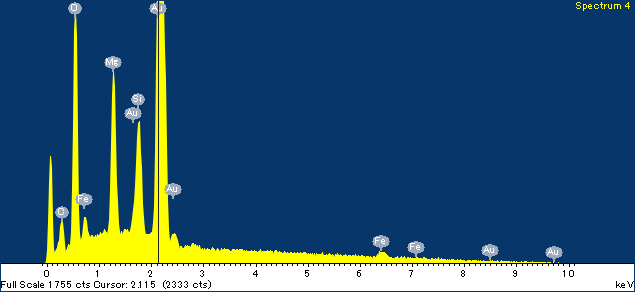 Spectrum 4
O Au
Mg
Si
Au
Au
Fe
O
Fe Fe Au Au
0 1 2 3 4 5 6 7 8 9 10
Full Scale 1755 cts Cursor: 2.115 (2333 cts) keV